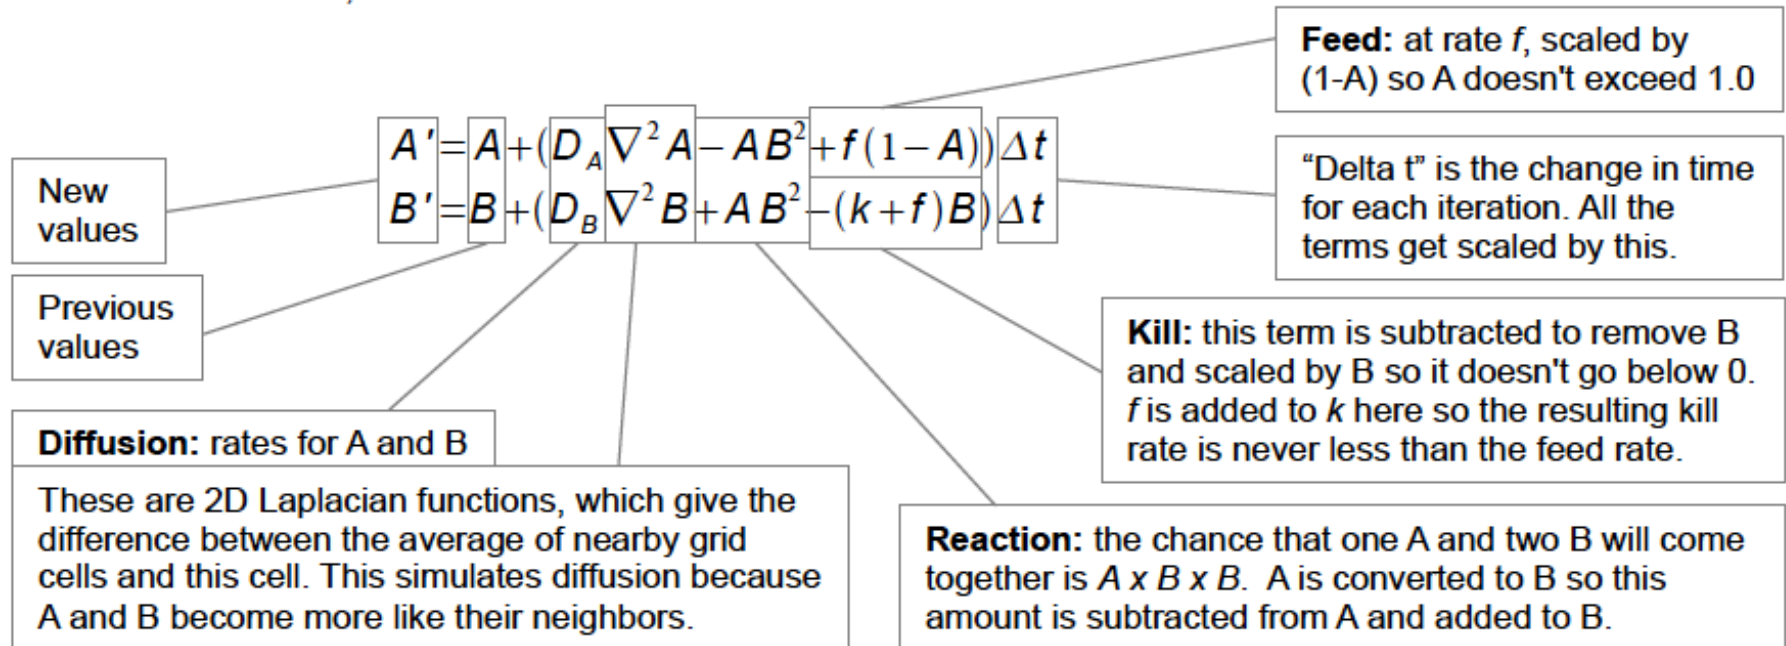 Feed: at rate f, scaled by
(1-A) so A doesn't exceed 1.0
A'=A+(D_A∇²A−AB²+f(1−A))Δt
B'=B+(D_B∇²B+AB²−(k+f)B)Δt
New
values
“Delta t” is the change in time
for each iteration. All the
terms get scaled by this.
Previous
values
Kill: this term is subtracted to remove B
and scaled by B so it doesn't go below 0.
f is added to k here so the resulting kill
rate is never less than the feed rate.
Diffusion: rates for A and B
These are 2D Laplacian functions, which give the
difference between the average of nearby grid
cells and this cell. This simulates diffusion because
A and B become more like their neighbors.
Reaction: the chance that one A and two B will come
together is A x B x B. A is converted to B so this
amount is subtracted from A and added to B.